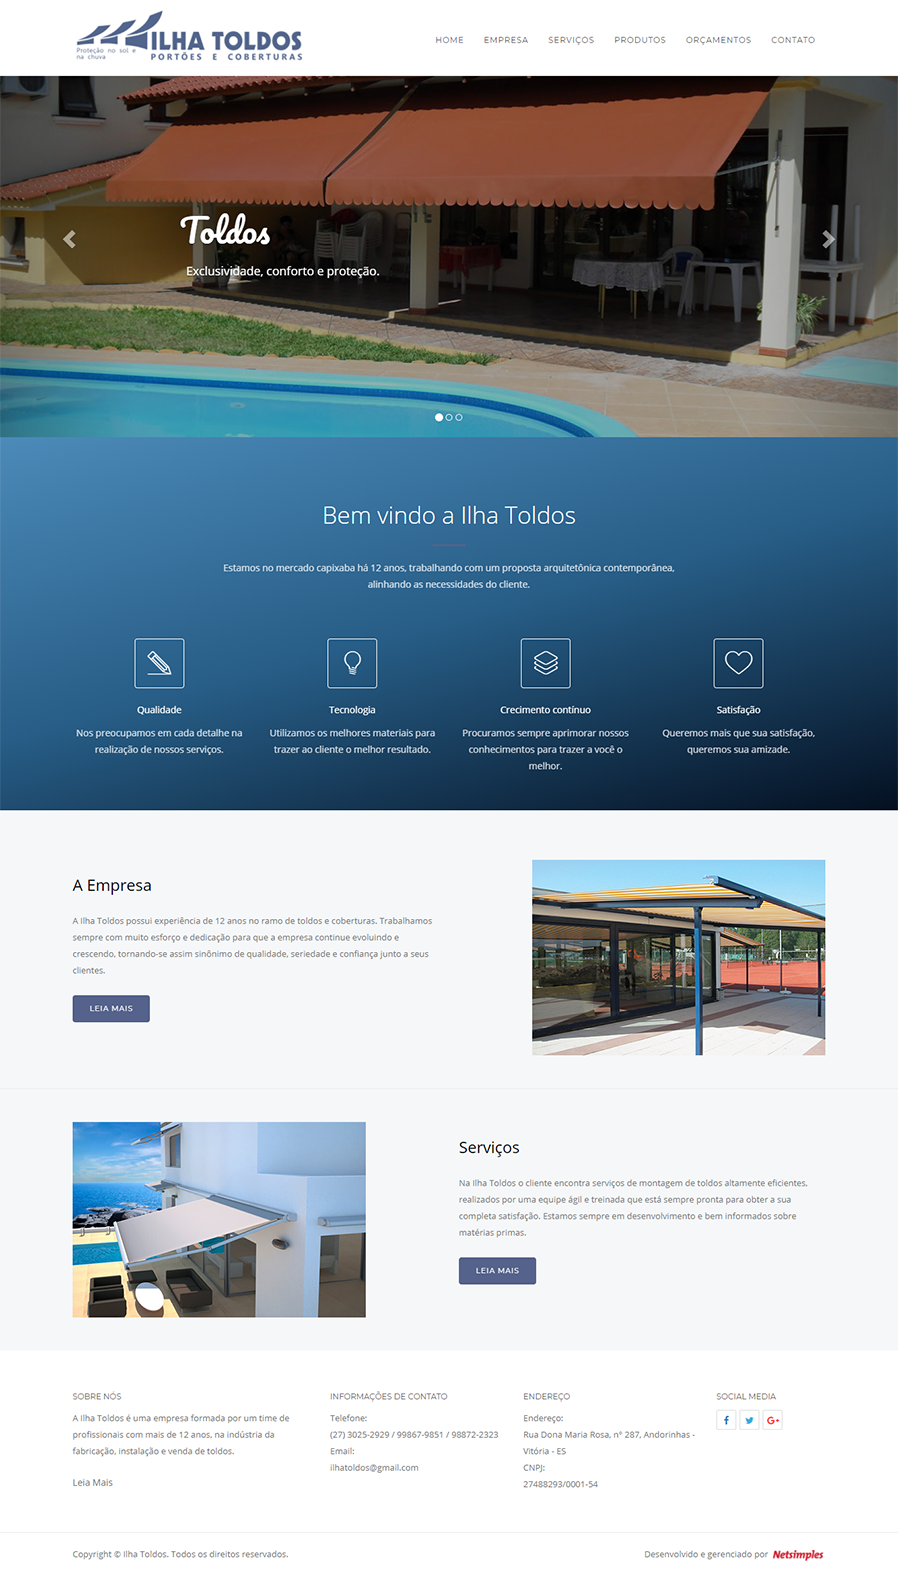 Proteção no sol e
na chuva
ILHA TOLDOS
PORTÕES E COBERTURAS
HOME EMPRESA SERVIÇOS PRODUTOS ORÇAMENTOS CONTATO
Toldos
Exclusividade, conforto e proteção.
Bem vindo a Ilha Toldos
Estamos no mercado capixaba há 12 anos, trabalhando com um proposta arquitetônica contemporânea,
alinhando as necessidades do cliente.
Qualidade
Nos preocupamos em cada detalhe na
realização de nossos serviços.
Tecnologia
Utilizamos os melhores materiais para
trazer ao cliente o melhor resultado.
Crecimento contínuo
Procuramos sempre aprimorar nossos
conhecimentos para trazer a você o
melhor.
Satisfação
Queremos mais que sua satisfação,
queremos sua amizade.
A Empresa
A Ilha Toldos possui experiência de 12 anos no ramo de toldos e coberturas. Trabalhamos
sempre com muito esforço e dedicação para que a empresa continue evoluindo e
crescendo, tornando-se assim sinônimo de qualidade, seriedade e confiança junto a seus
clientes.
LEIA MAIS
Serviços
Na Ilha Toldos o cliente encontra serviços de montagem de toldos altamente eficientes,
realizados por uma equipe ágil e treinada que está sempre pronta para obter a sua
completa satisfação. Estamos sempre em desenvolvimento e bem informados sobre
matérias primas.
LEIA MAIS
SOBRE NÓS
A Ilha Toldos é uma empresa formada por um time de
profissionais com mais de 12 anos, na indústria da
fabricação, instalação e venda de toldos.
Leia Mais
INFORMAÇÕES DE CONTATO
Telefone:
(27) 3025-2929 / 99867-9851 / 98872-2323
Email:
ilhatoldos@gmail.com
ENDEREÇO
Endereço:
Rua Dona Maria Rosa, nº 287, Andorinhas -
Vitória - ES
CNPJ:
27488293/0001-54
SOCIAL MEDIA
Copyright © Ilha Toldos. Todos os direitos reservados.
Desenvolvido e gerenciado por Netsimples